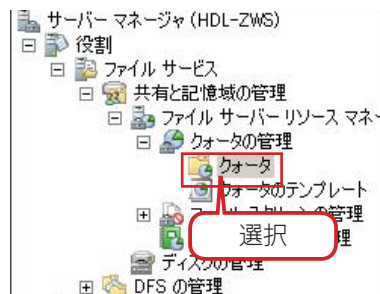 サーバー マネージャ (HDL-ZWS)
役割
ファイル サービス
共有と記憶域の管理
ファイル サーバー リソース マネー
クォータの管理
クォータ
クォータのテンプレート
の管理
選択
理
ディスクの管理
DFS の管理